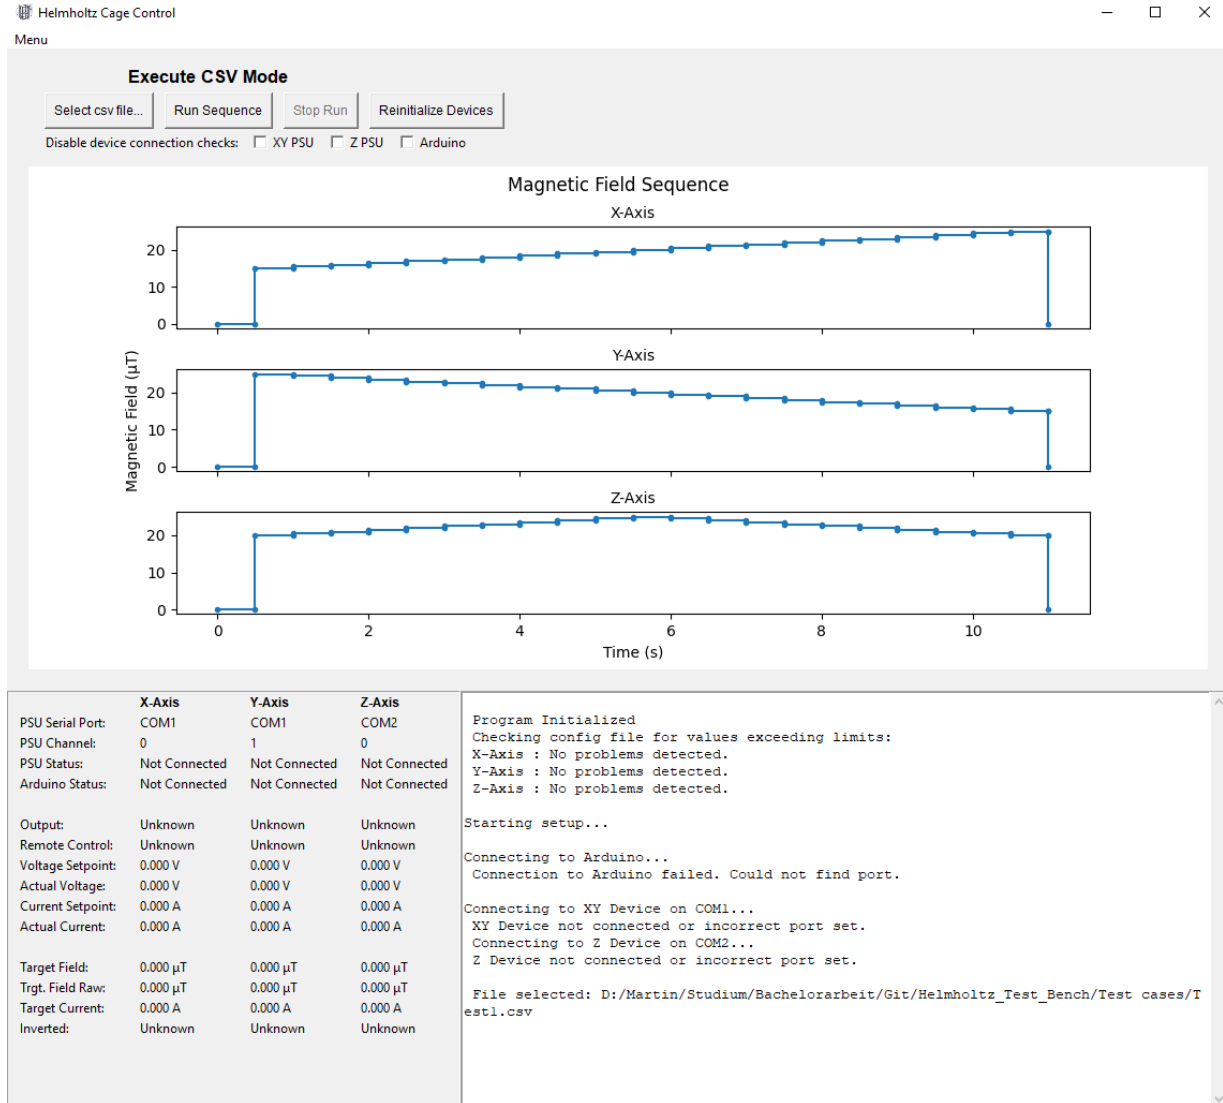 Helmholtz Cage Control
Menu
Execute CSV Mode
Select csv file... Run Sequence Stop Run Reinitialize Devices
Disable device connection checks: XY PSU Z PSU Arduino
Magnetic Field Sequence
X-Axis
20
10
0
Y-Axis
20
10
0
Magnetic Field (µT)
Z-Axis
20
10
0
0 2 4 6 8 10
Time (s)
X-Axis Y-Axis Z-Axis
PSU Serial Port: COM1 COM1 COM2
PSU Channel: 0 1 0
PSU Status: Not Connected Not Connected Not Connected
Arduino Status: Not Connected Not Connected Not Connected
Output: Unknown Unknown Unknown
Remote Control: Unknown Unknown Unknown
Voltage Setpoint: 0.000 V 0.000 V 0.000 V
Actual Voltage: 0.000 V 0.000 V 0.000 V
Current Setpoint: 0.000 A 0.000 A 0.000 A
Actual Current: 0.000 A 0.000 A 0.000 A
Target Field: 0.000 µT 0.000 µT 0.000 µT
Trgt. Field Raw: 0.000 µT 0.000 µT 0.000 µT
Target Current: 0.000 A 0.000 A 0.000 A
Inverted: Unknown Unknown Unknown
Program Initialized
Checking config file for values exceeding limits:
X-Axis : No problems detected.
Y-Axis : No problems detected.
Z-Axis : No problems detected.
Starting setup...
Connecting to Arduino...
Connection to Arduino failed. Could not find port.
Connecting to XY Device on COM1...
XY Device not connected or incorrect port set.
Connecting to Z Device on COM2...
Z Device not connected or incorrect port set.
File selected: D:/Martin/Studium/Bachelorarbeit/Git/Helmholtz_Test_Bench/Test cases/T
est1.csv